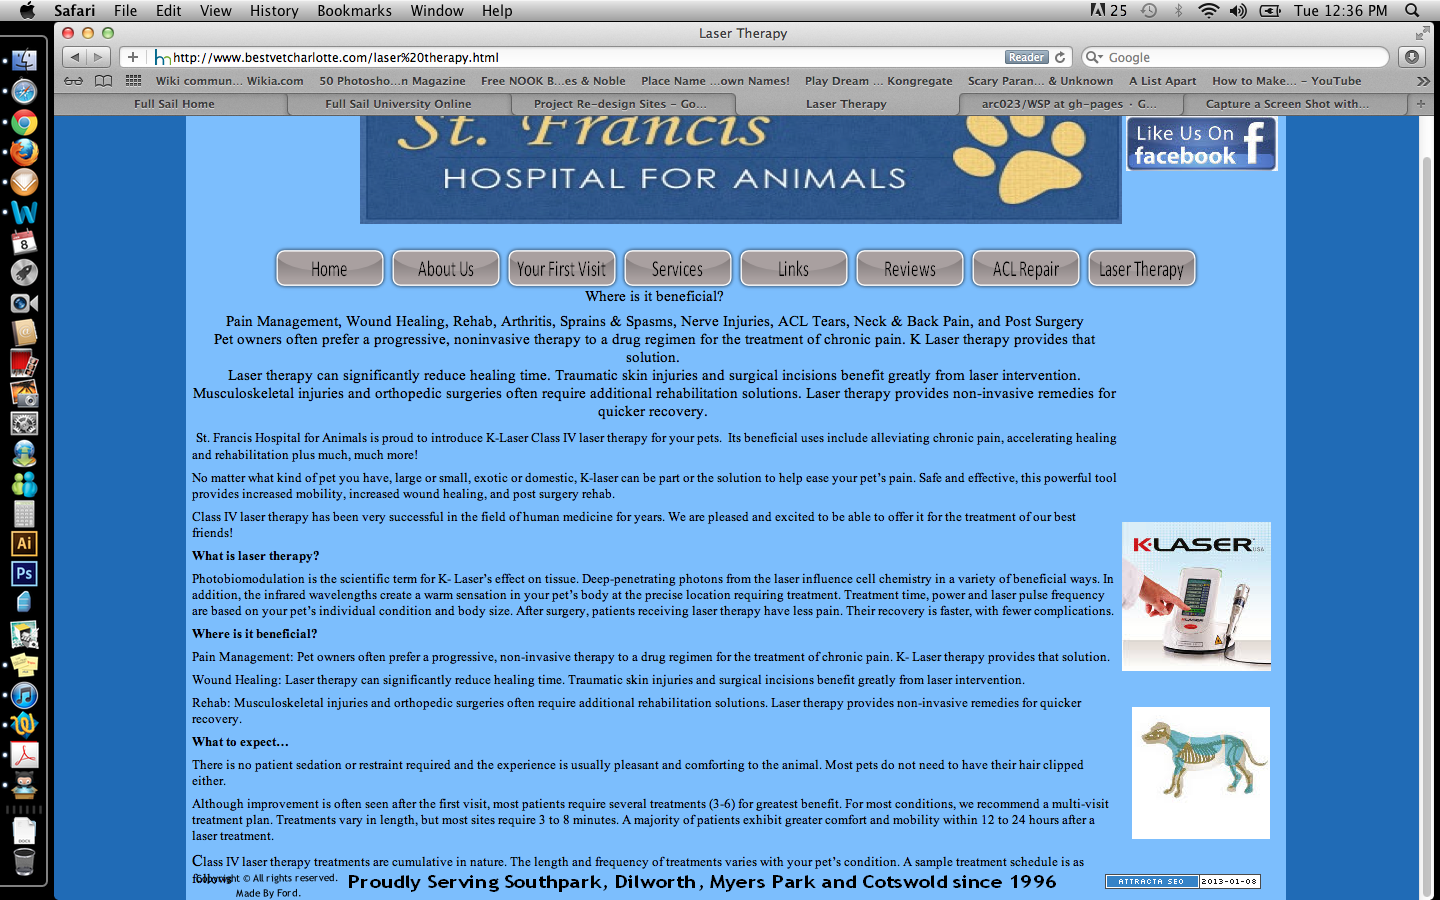 Safari File Edit View History Bookmarks Window Help
25 Tue 12:36 PM
Laser Therapy
http://www.bestvetcharlotte.com/laser%20therapy.html Reader Google
Wiki commun... Wikia.com 50 Photosho...n Magazine Free NOOK B...es & Noble Place Name ...own Names! Play Dream ... Kongregate Scary Paran... & Unknown A List Apart How to Make... - YouTube
Full Sail Home Full Sail University Online Project Re-design Sites - Go... Laser Therapy arc023/WSP at gh-pages · G... Capture a Screen Shot with...
St. Francis
HOSPITAL FOR ANIMALS
Like Us On
facebook f
Home About Us Your First Visit Services Links Reviews ACL Repair Laser Therapy
Where is it beneficial?
Pain Management, Wound Healing, Rehab, Arthritis, Sprains & Spasms, Nerve Injuries, ACL Tears, Neck & Back Pain, and Post Surgery
Pet owners often prefer a progressive, noninvasive therapy to a drug regimen for the treatment of chronic pain. K Laser therapy provides that
solution.
Laser therapy can significantly reduce healing time. Traumatic skin injuries and surgical incisions benefit greatly from laser intervention.
Musculoskeletal injuries and orthopedic surgeries often require additional rehabilitation solutions. Laser therapy provides non-invasive remedies for
quicker recovery.
St. Francis Hospital for Animals is proud to introduce K-Laser Class IV laser therapy for your pets. Its beneficial uses include alleviating chronic pain, accelerating healing
and rehabilitation plus much, much more!
No matter what kind of pet you have, large or small, exotic or domestic, K-laser can be part or the solution to help ease your pet's pain. Safe and effective, this powerful tool
provides increased mobility, increased wound healing, and post surgery rehab.
Class IV laser therapy has been very successful in the field of human medicine for years. We are pleased and excited to be able to offer it for the treatment of our best
friends!
What is laser therapy?
Photobiomodulation is the scientific term for K- Laser's effect on tissue. Deep-penetrating photons from the laser influence cell chemistry in a variety of beneficial ways. In
addition, the infrared wavelengths create a warm sensation in your pet's body at the precise location requiring treatment. Treatment time, power and laser pulse frequency
are based on your pet's individual condition and body size. After surgery, patients receiving laser therapy have less pain. Their recovery is faster, with fewer complications.
Where is it beneficial?
Pain Management: Pet owners often prefer a progressive, non-invasive therapy to a drug regimen for the treatment of chronic pain. K- Laser therapy provides that solution.
Wound Healing: Laser therapy can significantly reduce healing time. Traumatic skin injuries and surgical incisions benefit greatly from laser intervention.
Rehab: Musculoskeletal injuries and orthopedic surgeries often require additional rehabilitation solutions. Laser therapy provides non-invasive remedies for quicker
recovery.
What to expect...
There is no patient sedation or restraint required and the experience is usually pleasant and comforting to the animal. Most pets do not need to have their hair clipped
either.
Although improvement is often seen after the first visit, most patients require several treatments (3-6) for greatest benefit. For most conditions, we recommend a multi-visit
treatment plan. Treatments vary in length, but most sites require 3 to 8 minutes. A majority of patients exhibit greater comfort and mobility within 12 to 24 hours after a
laser treatment.
Class IV laser therapy treatments are cumulative in nature. The length and frequency of treatments varies with your pet's condition. A sample treatment schedule is as
follows
Copyright © All rights reserved.
Made By Ford.
Proudly Serving Southpark, Dilworth, Myers Park and Cotswold since 1996
ATTRACTA SEO 2013-01-08
K-LASER USA
K-LASER
8
Ai
Ps
DOCX